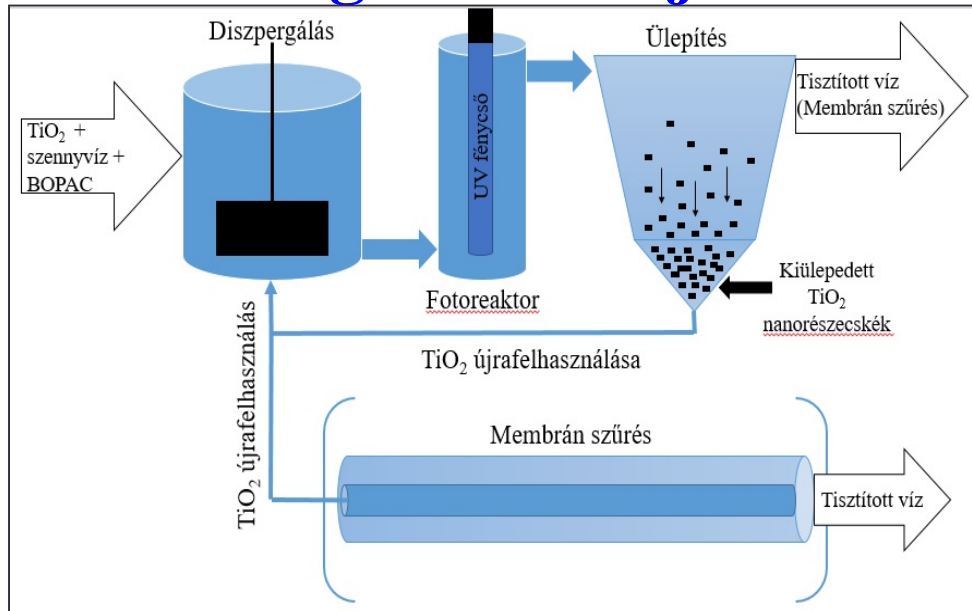 Diszpergálás
TiO₂ +
szennyvíz +
BOPAC
UV fénycső
Fotoreaktor
Ülepítés
Tisztított víz
(Membrán szűrés)
Kiülepedett
TiO₂
nanorészecskék
TiO₂ újrafelhasználása
TiO₂ újrafelhasználás
Membrán szűrés
Tisztított víz